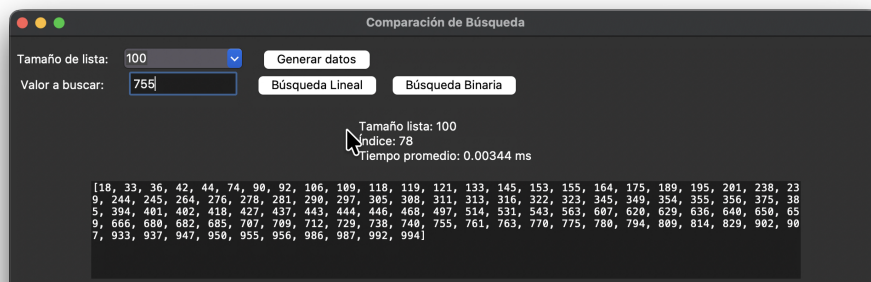 Comparación de Búsqueda
Tamaño de lista: 100 Generar datos
Valor a buscar: 755 Búsqueda Lineal Búsqueda Binaria
Tamaño lista: 100
Índice: 78
Tiempo promedio: 0.00344 ms
[18, 33, 36, 42, 44, 74, 90, 92, 106, 109, 118, 119, 121, 133, 145, 153, 155, 164, 175, 189, 195, 201, 238, 23
9, 244, 245, 264, 276, 278, 281, 290, 297, 305, 308, 311, 313, 316, 322, 323, 345, 349, 354, 355, 356, 375, 38
5, 394, 401, 402, 418, 427, 437, 443, 444, 446, 468, 497, 514, 531, 543, 563, 607, 620, 629, 636, 640, 650, 65
9, 666, 680, 682, 685, 707, 709, 712, 729, 738, 740, 755, 761, 763, 770, 775, 780, 794, 809, 814, 829, 902, 90
7, 933, 937, 947, 950, 955, 956, 986, 987, 992, 994]